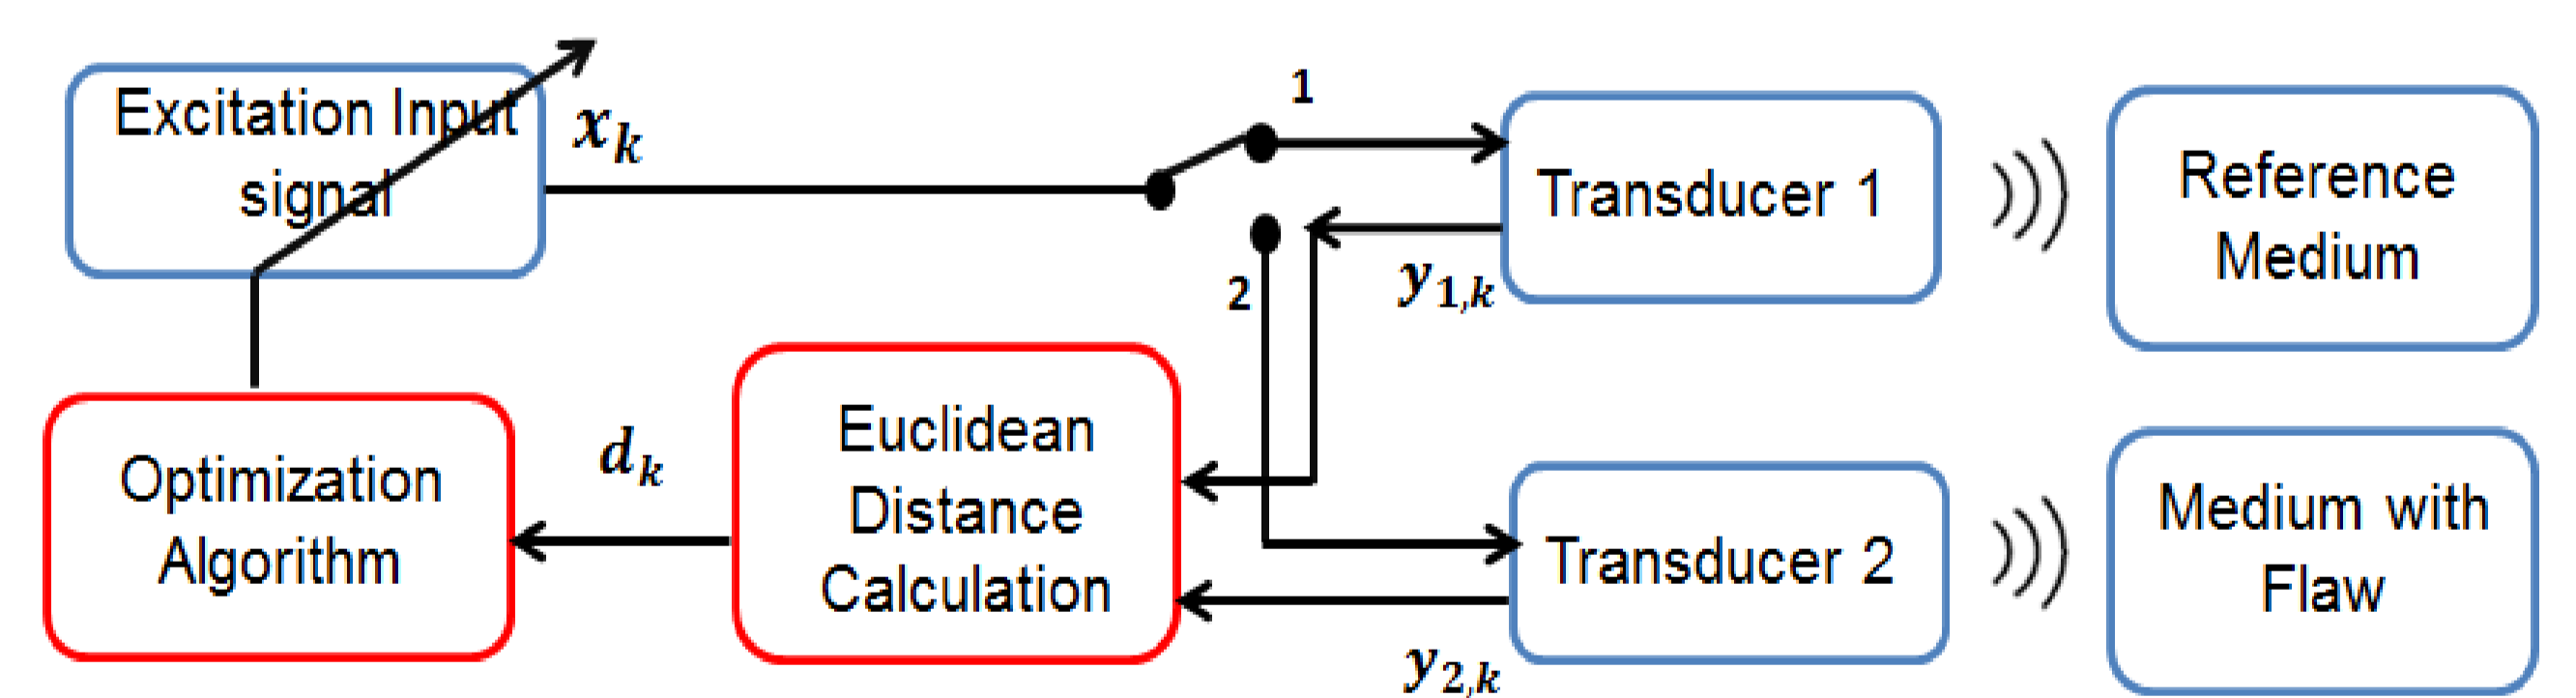 Excitation Input
signal
x_k
1
Transducer 1
Reference
Medium
2
y_{1,k}
Optimization
Algorithm
d_k
Euclidean
Distance
Calculation
Transducer 2
Medium with
Flaw
y_{2,k}